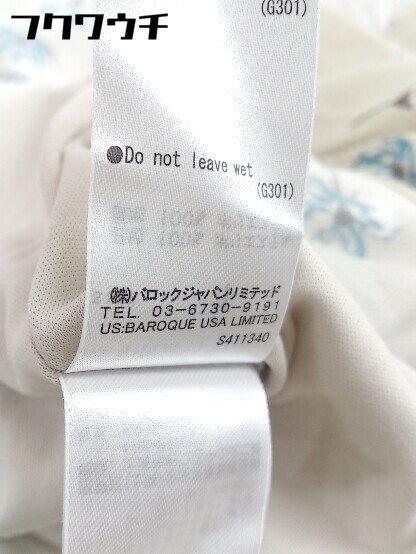 フクワウチ
(G301)
●Do not leave wet
(G301)
㈱バロックジャパンリミテッド
TEL. 03-6730-9191
US:BAROQUE USA LIMITED
S411340